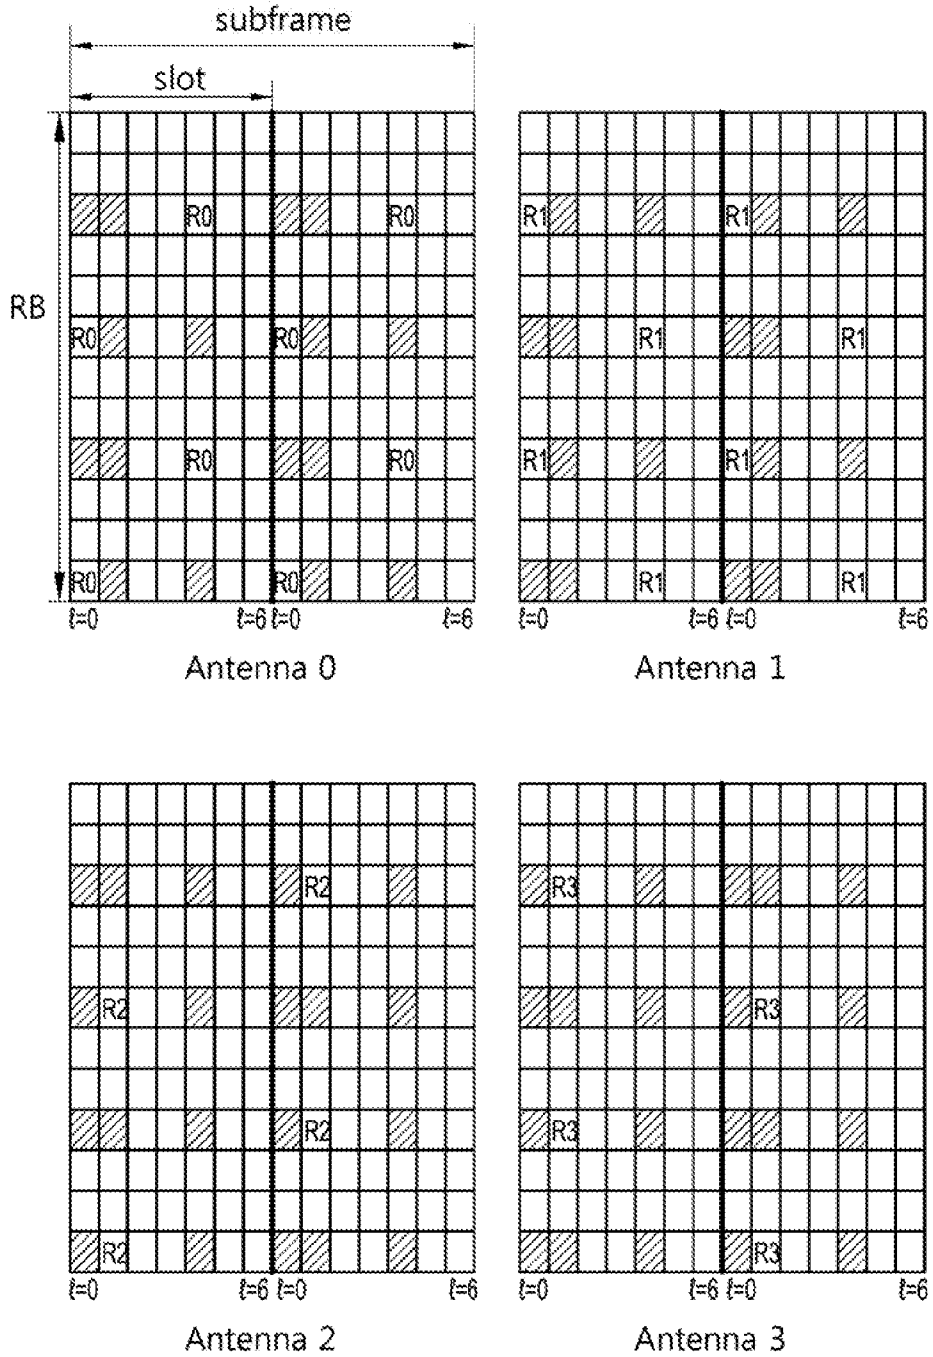 subframe
slot
R0 R0 R1 R1
RB
R0 R0 R1 R1
R0 R0 R1 R1
R0 R0 R1 R1
ℓ=0 ℓ=6 ℓ=0 ℓ=6 ℓ=0 ℓ=6 ℓ=0 ℓ=6
Antenna 0 Antenna 1
R2 R3
R2 R3
R2 R3
R2 R3
ℓ=0 ℓ=6 ℓ=0 ℓ=6 ℓ=0 ℓ=6 ℓ=0 ℓ=6
Antenna 2 Antenna 3